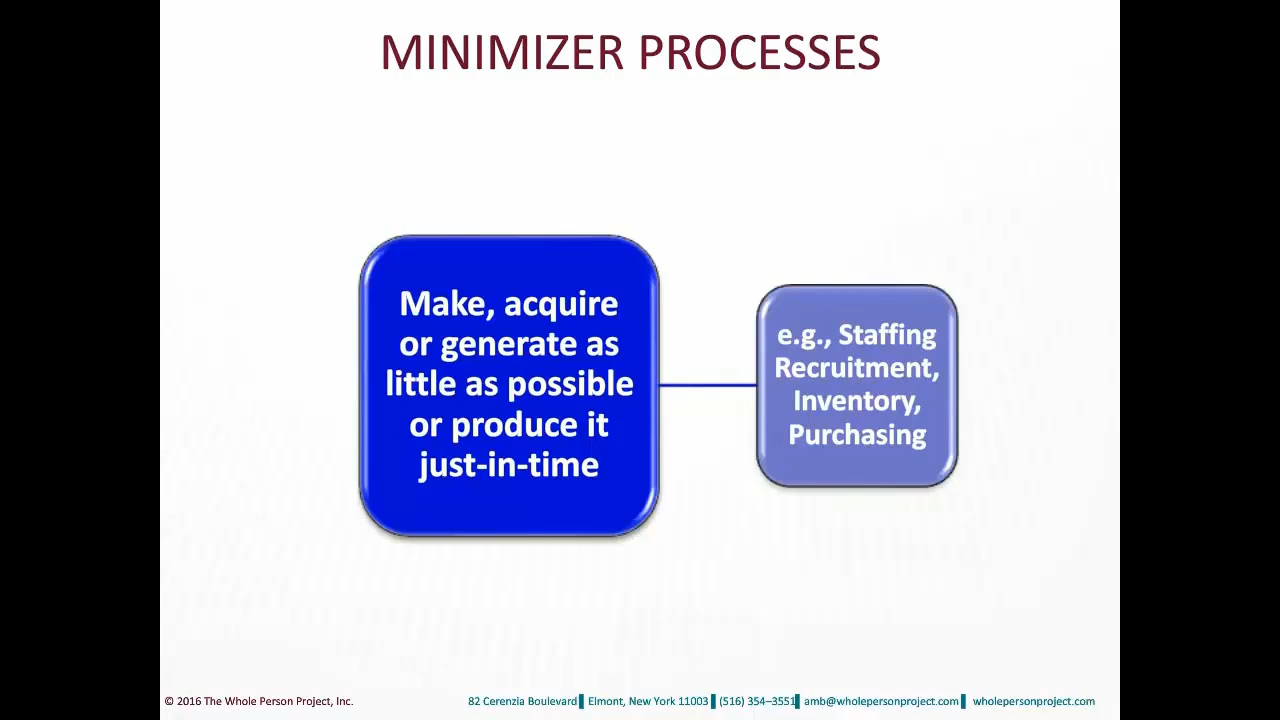 MINIMIZER PROCESSES
Make, acquire
or generate as
little as possible
or produce it
just-in-time
e.g., Staffing
Recruitment,
Inventory,
Purchasing
© 2016 The Whole Person Project, Inc.
82 Cerenzia Boulevard ▌ Elmont, New York 11003 ▌ (516) 354–3551 ▌ amb@wholepersonproject.com ▌ wholepersonproject.com